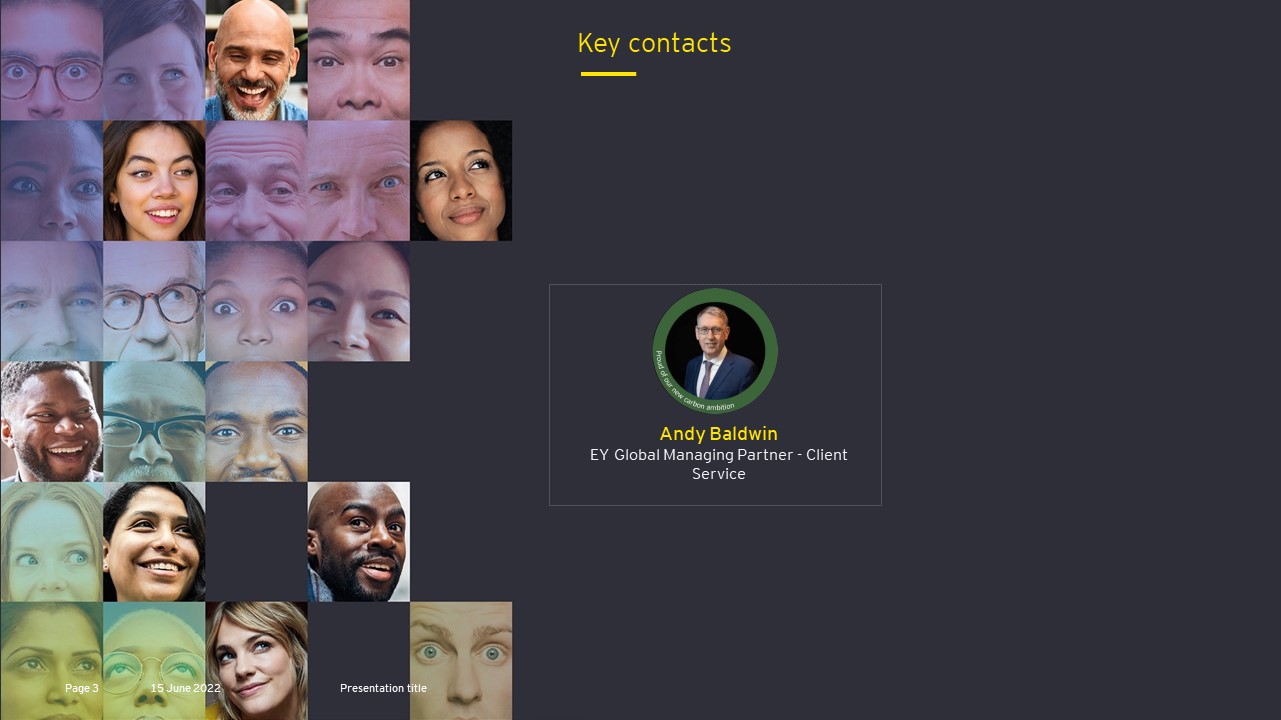 Key contacts
Proud of our new carbon ambition
Andy Baldwin
EY Global Managing Partner - Client
Service
Page 3
15 June 2022
Presentation title